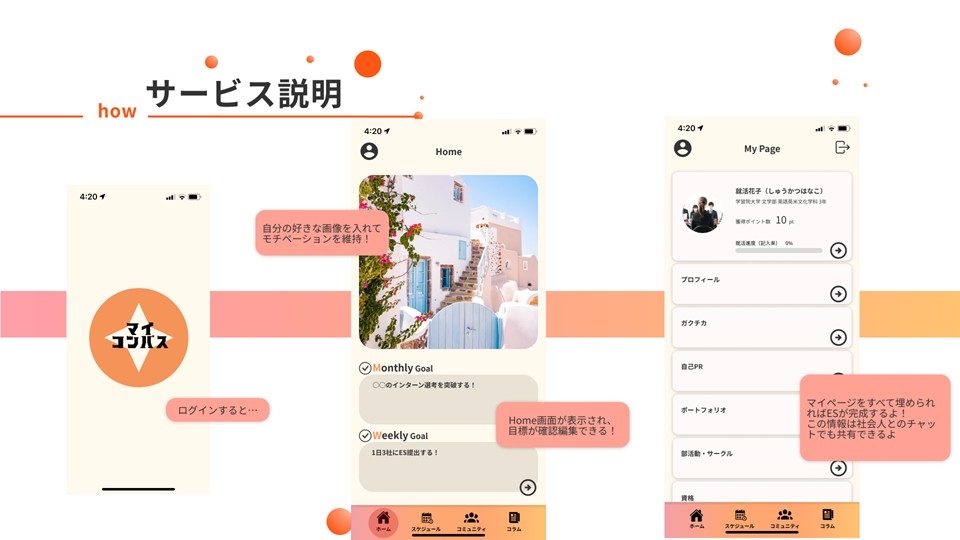 サービス説明
how
4:20
マイ
コンパス
ログインすると…
4:20
Home
自分の好きな画像を入れて
モチベーションを維持！
Monthly Goal
○○のインターン選考を突破する！
Home画面が表示され、
目標が確認編集できる！
Weekly Goal
1日3社にES提出する！
ホーム
スケジュール
コミュニティ
コラム
4:20
My Page
就活花子（しゅうかつはなこ）
学習院大学 文学部 英語英米文化学科 3年
獲得ポイント数 10 pt
就活進度（記入率） 0%
プロフィール
ガクチカ
自己PR
ポートフォリオ
マイページをすべて埋められ
ればESが完成するよ！
この情報は社会人とのチャッ
トでも共有できるよ
部活動・サークル
資格
ホーム
スケジュール
コミュニティ
コラム